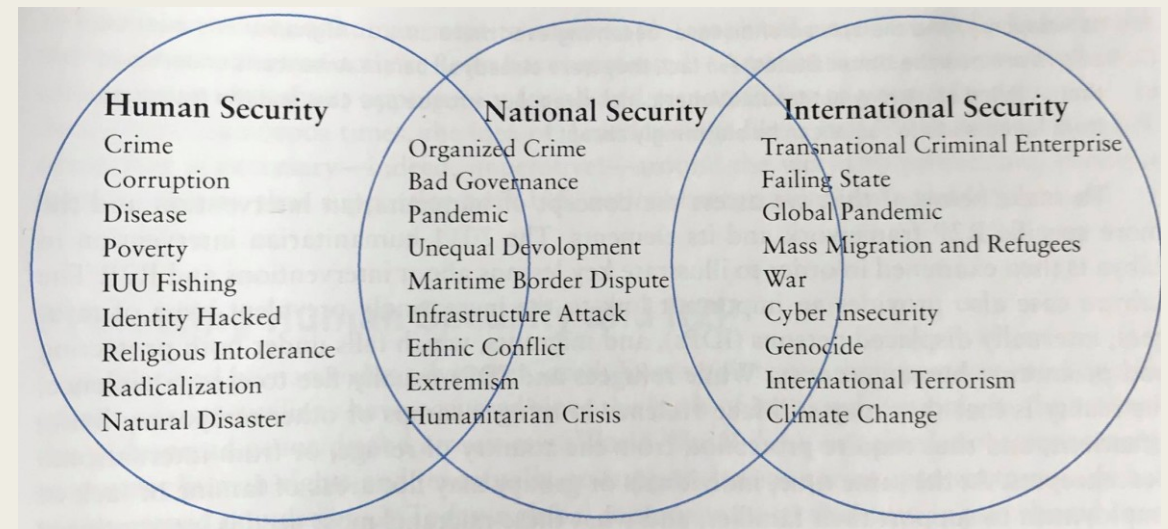 Human Security
Crime
Corruption
Disease
Poverty
IUU Fishing
Identity Hacked
Religious Intolerance
Radicalization
Natural Disaster
National Security
Organized Crime
Bad Governance
Pandemic
Unequal Development
Maritime Border Dispute
Infrastructure Attack
Ethnic Conflict
Extremism
Humanitrian Crisis
International Security
Transnational Criminal Enterprise
Failing State
Global Pandemic
Mass Migration and Refugees
War
Cyber Insecurity
Genocide
International Terrorism
Climate Change